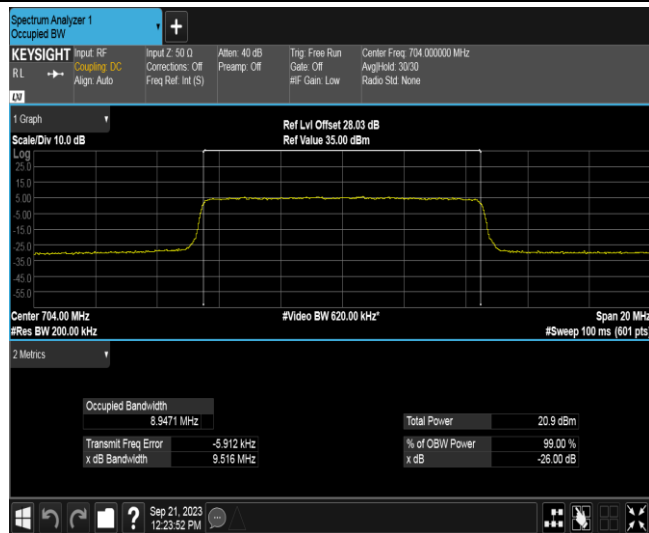 Spectrum Analyzer 1
Occupied BW
+
KEYSIGHT
RL
LXI
Input: RF
Coupling: DC
Align: Auto
Input Z: 50 Ω
Corrections: Off
Freq Ref: Int (S)
Atten: 40 dB
Preamp: Off
Trig: Free Run
Gate: Off
#IF Gain: Low
Center Freq: 704.000000 MHz
Avg|Hold: 30/30
Radio Std: None
1 Graph
Scale/Div 10.0 dB
Ref Lvl Offset 28.03 dB
Ref Value 35.00 dBm
Log
25.0
15.0
5.00
-5.00
-15.0
-25.0
-35.0
-45.0
-55.0
Center 704.00 MHz
#Res BW 200.00 kHz
#Video BW 620.00 kHz*
Span 20 MHz
#Sweep 100 ms (601 pts)
2 Metrics
Occupied Bandwidth
8.9471 MHz
Transmit Freq Error -5.912 kHz
x dB Bandwidth 9.516 MHz
Total Power 20.9 dBm
% of OBW Power 99.00 %
x dB -26.00 dB
?
Sep 21, 2023
12:23:52 PM